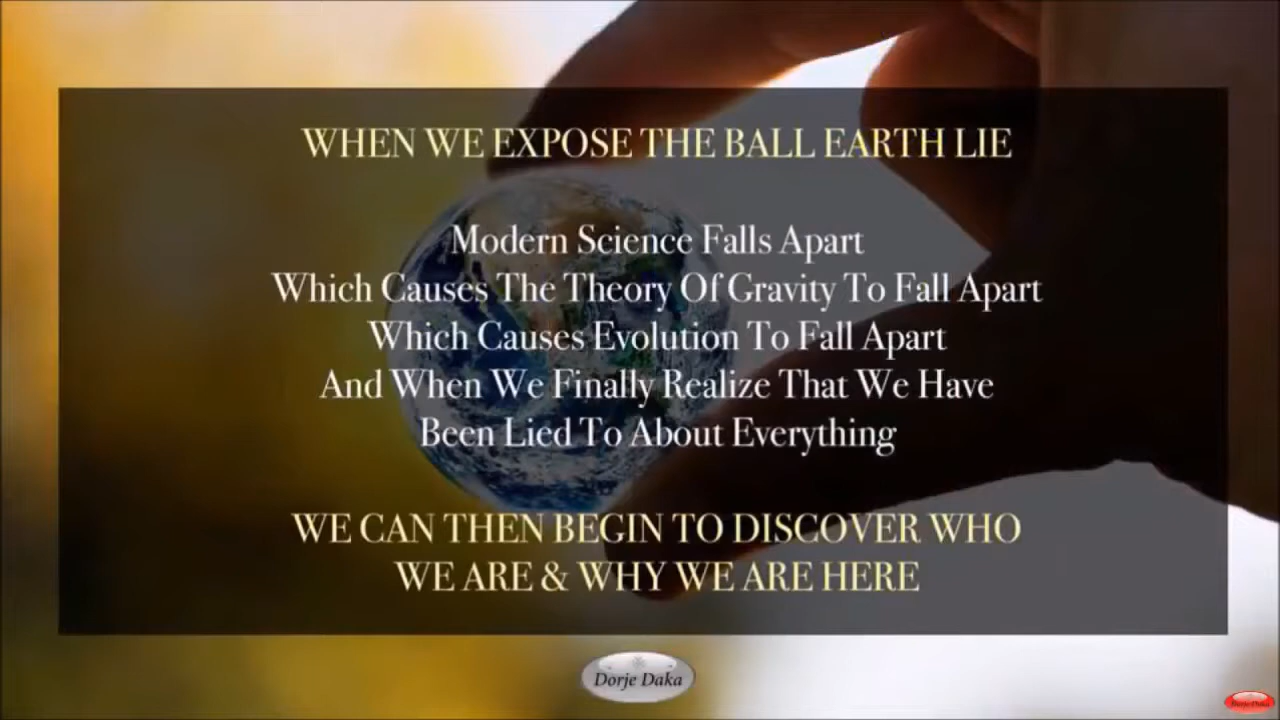 WHEN WE EXPOSE THE BALL EARTH LIE
Modern Science Falls Apart
Which Causes The Theory Of Gravity To Fall Apart
Which Causes Evolution To Fall Apart
And When We Finally Realize That We Have
Been Lied To About Everything
WE CAN THEN BEGIN TO DISCOVER WHO
WE ARE & WHY WE ARE HERE
Dorje Daka
Dorje Daka